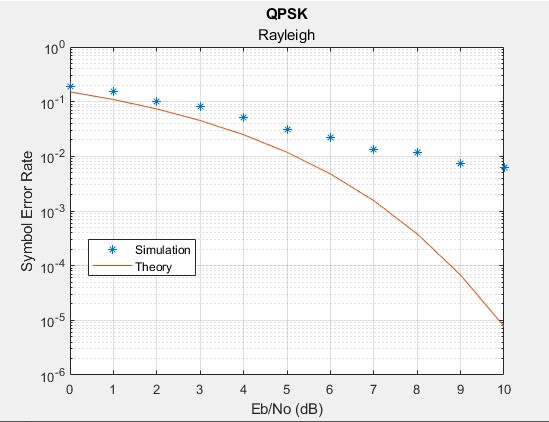 QPSK
Rayleigh
10^0
10^-1
10^-2
10^-3
10^-4
10^-5
10^-6
Symbol Error Rate
Simulation
Theory
0 1 2 3 4 5 6 7 8 9 10
Eb/No (dB)